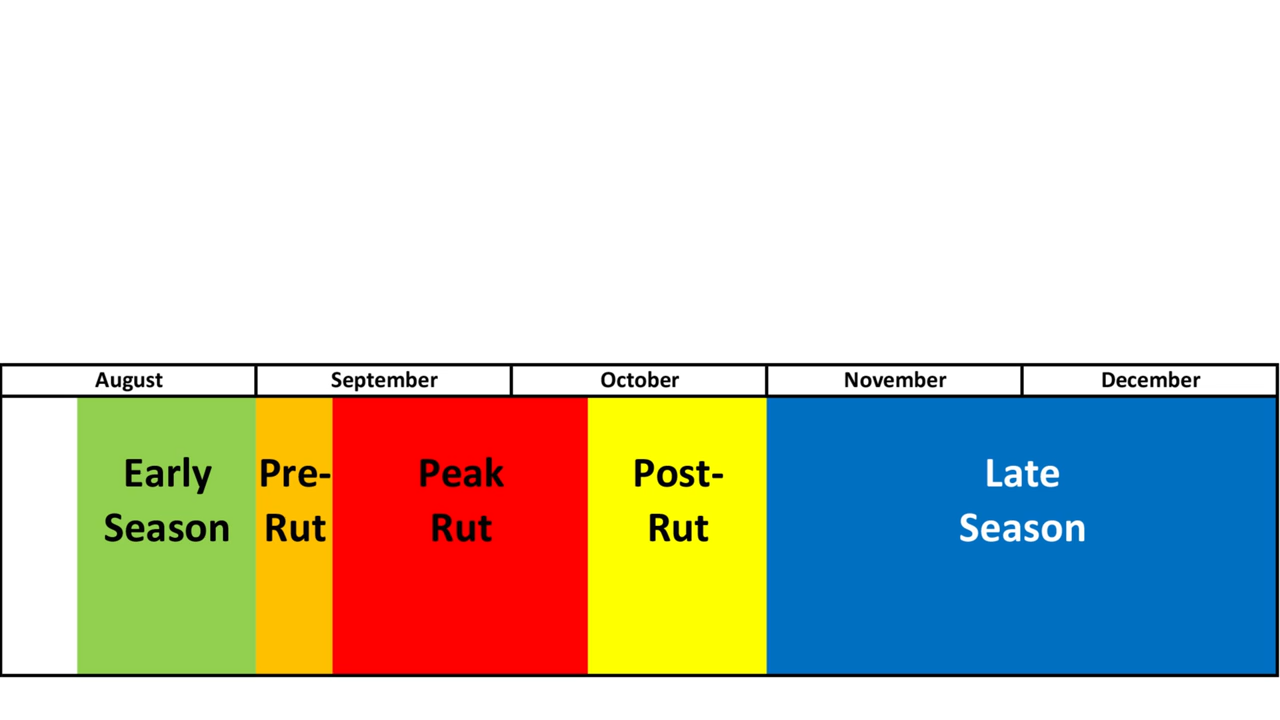 August September October November December
Early Pre- Peak Post- Late
Season Rut Rut Rut Season